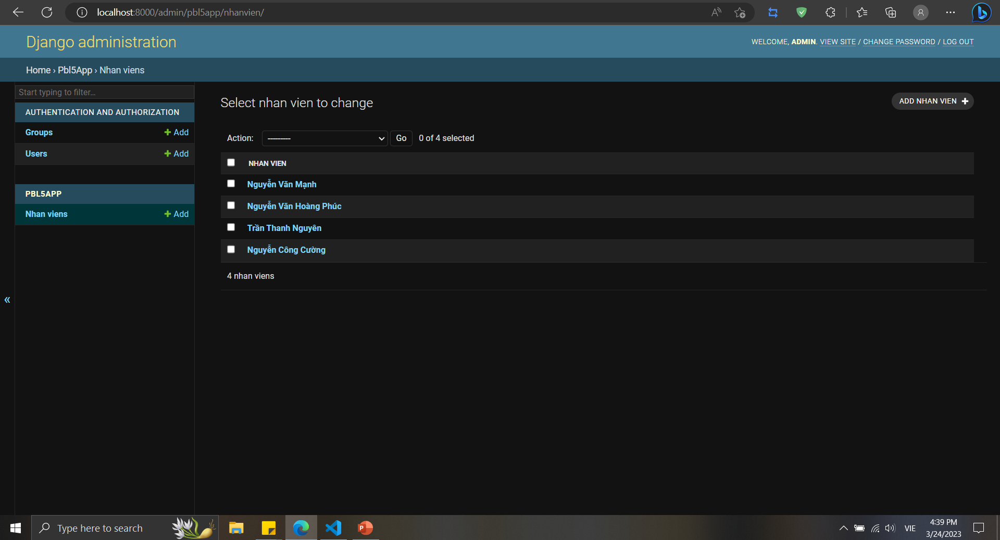 localhost:8000/admin/pbl5app/nhanvien/
Django administration
WELCOME, ADMIN. VIEW SITE / CHANGE PASSWORD / LOG OUT
Home › Pbl5App › Nhan viens
Start typing to filter...
AUTHENTICATION AND AUTHORIZATION
Groups
+ Add
Users
+ Add
PBL5APP
Nhan viens
+ Add
«
Select nhan vien to change
ADD NHAN VIEN +
Action: --------- Go 0 of 4 selected
NHAN VIEN
Nguyễn Văn Mạnh
Nguyễn Văn Hoàng Phúc
Trần Thanh Nguyên
Nguyễn Công Cường
4 nhan viens
Type here to search
VIE
4:39 PM
3/24/2023